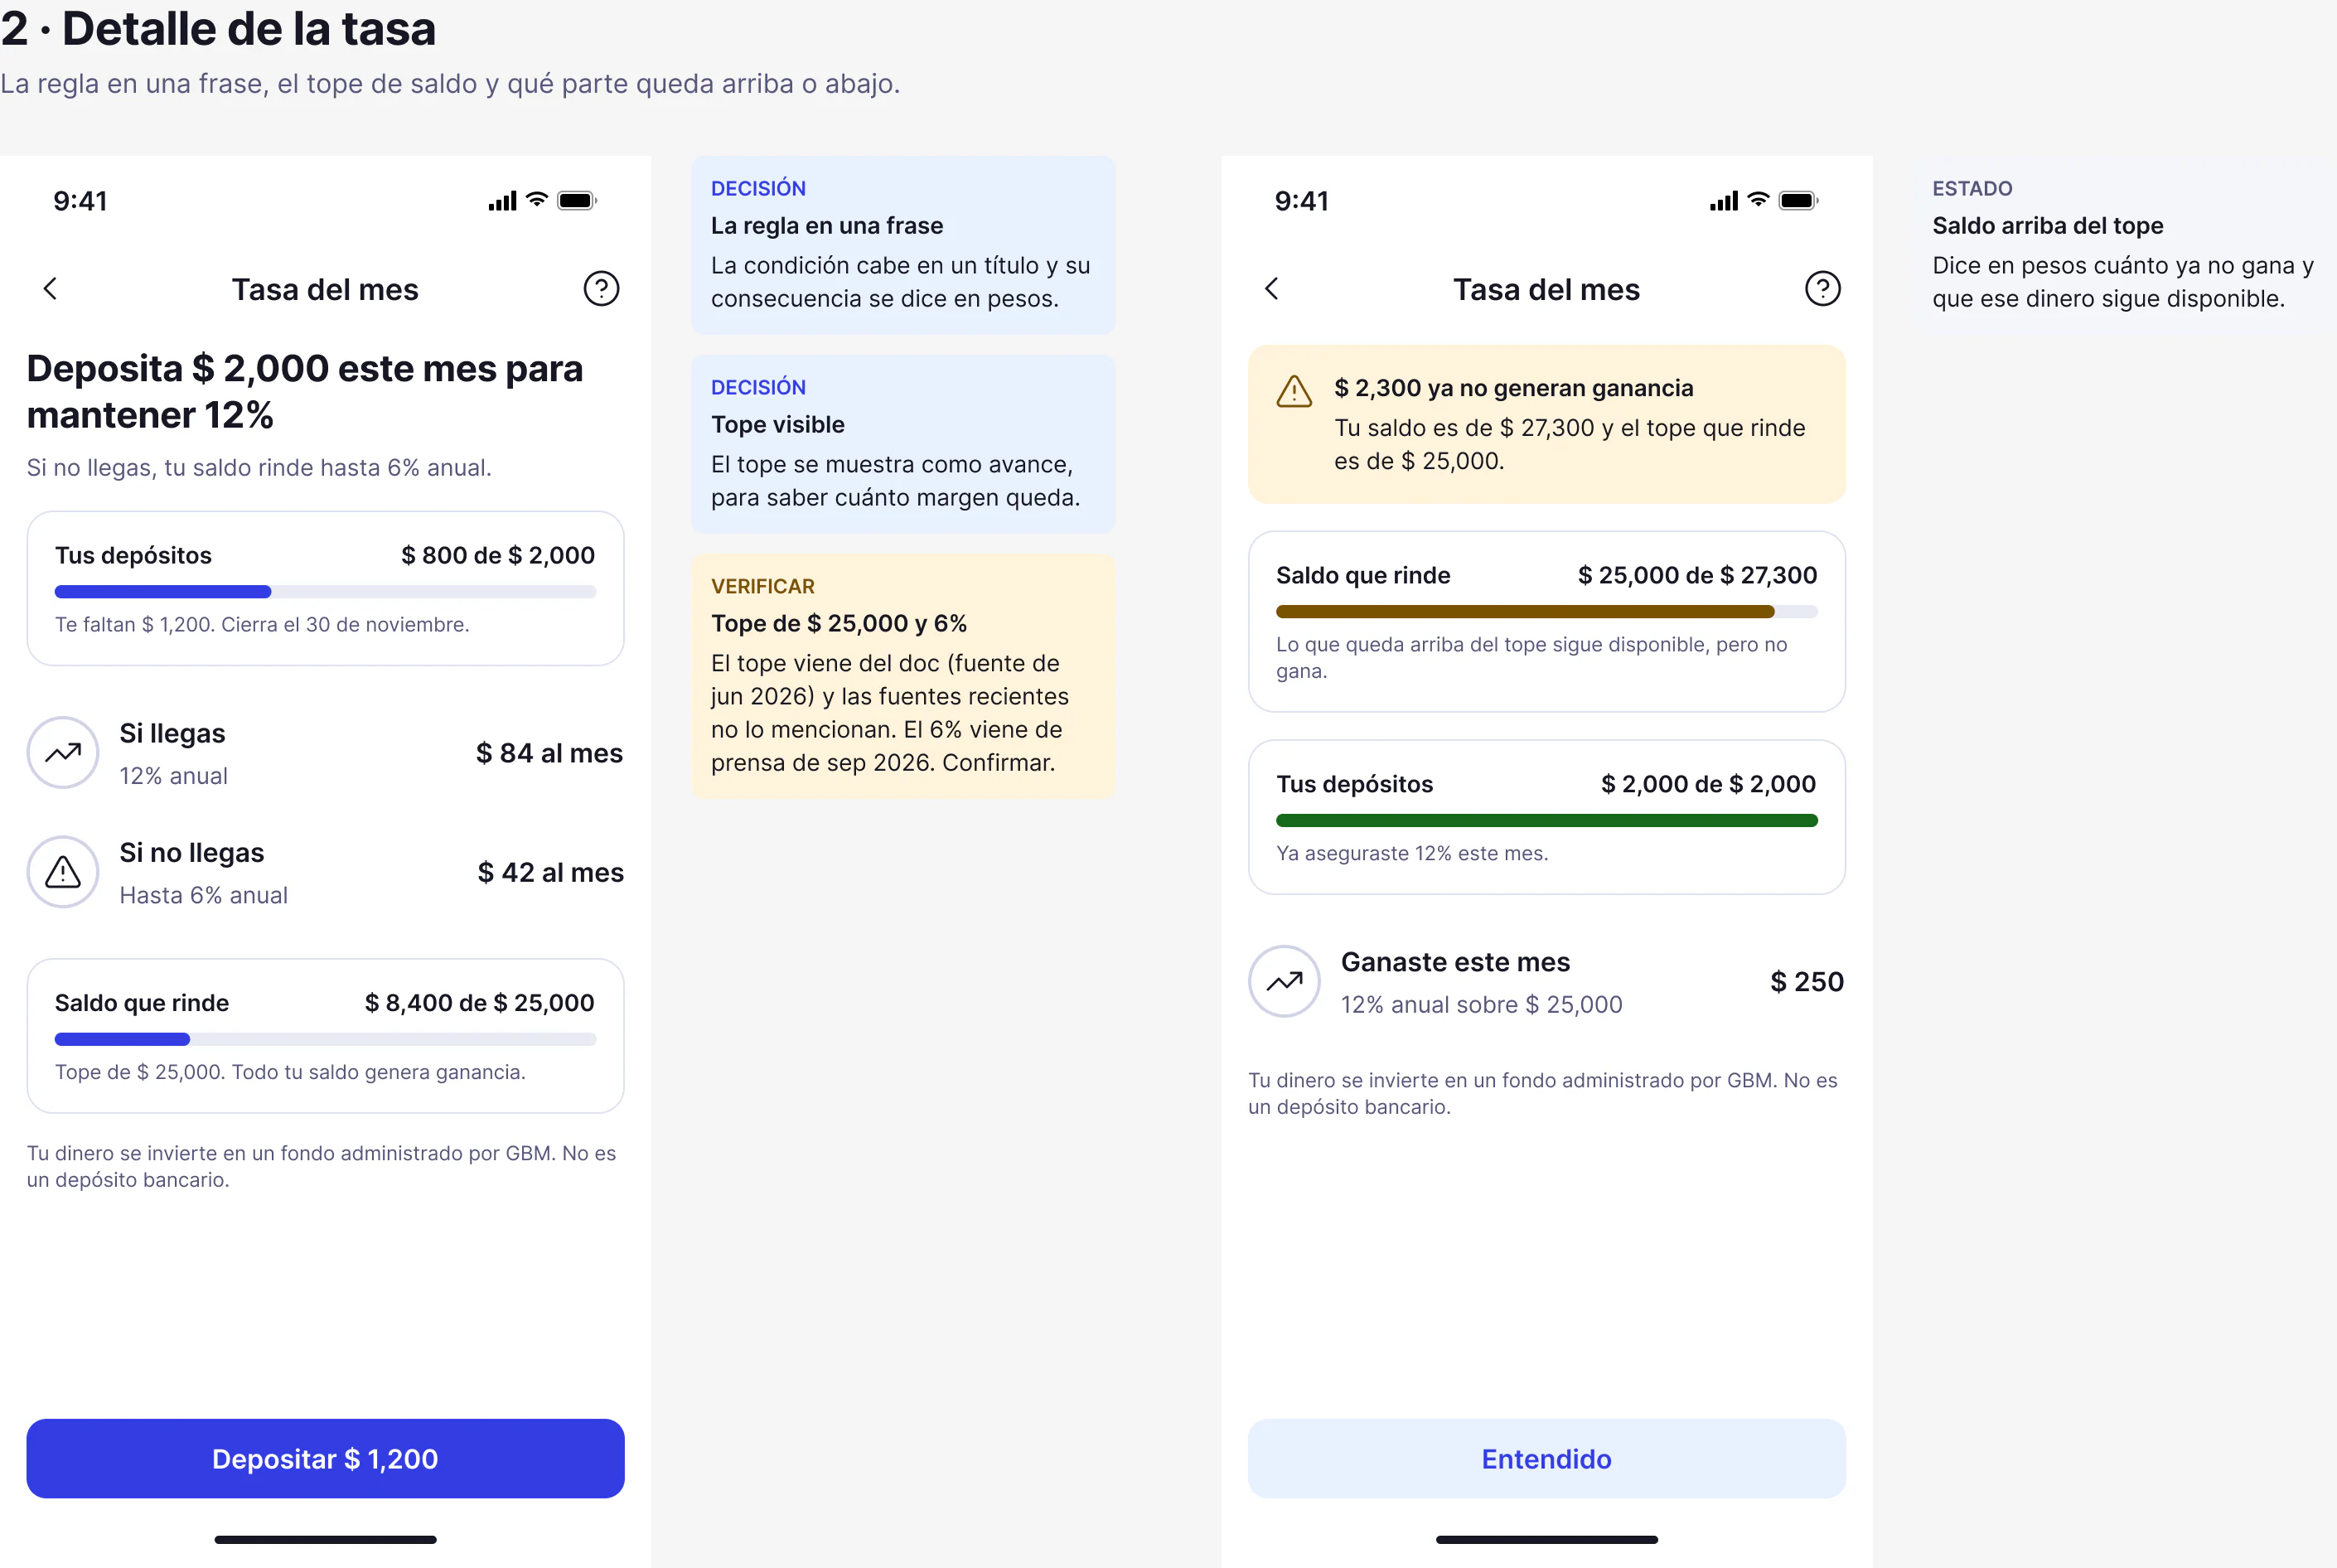 2 · Detalle de la tasa
La regla en una frase, el tope de saldo y qué parte queda arriba o abajo.
9:41
Tasa del mes
Deposita $ 2,000 este mes para
mantener 12%
Si no llegas, tu saldo rinde hasta 6% anual.
Tus depósitos
$ 800 de $ 2,000
Te faltan $ 1,200. Cierra el 30 de noviembre.
Si llegas
12% anual
$ 84 al mes
Si no llegas
Hasta 6% anual
$ 42 al mes
Saldo que rinde
$ 8,400 de $ 25,000
Tope de $ 25,000. Todo tu saldo genera ganancia.
Tu dinero se invierte en un fondo administrado por GBM. No es
un depósito bancario.
Depositar $ 1,200
DECISIÓN
La regla en una frase
La condición cabe en un título y su
consecuencia se dice en pesos.
DECISIÓN
Tope visible
El tope se muestra como avance,
para saber cuánto margen queda.
VERIFICAR
Tope de $ 25,000 y 6%
El tope viene del doc (fuente de
jun 2026) y las fuentes recientes
no lo mencionan. El 6% viene de
prensa de sep 2026. Confirmar.
9:41
Tasa del mes
$ 2,300 ya no generan ganancia
Tu saldo es de $ 27,300 y el tope que rinde
es de $ 25,000.
Saldo que rinde
$ 25,000 de $ 27,300
Lo que queda arriba del tope sigue disponible, pero no
gana.
Tus depósitos
$ 2,000 de $ 2,000
Ya aseguraste 12% este mes.
Ganaste este mes
12% anual sobre $ 25,000
$ 250
Tu dinero se invierte en un fondo administrado por GBM. No es
un depósito bancario.
Entendido
ESTADO
Saldo arriba del tope
Dice en pesos cuánto ya no gana y
que ese dinero sigue disponible.